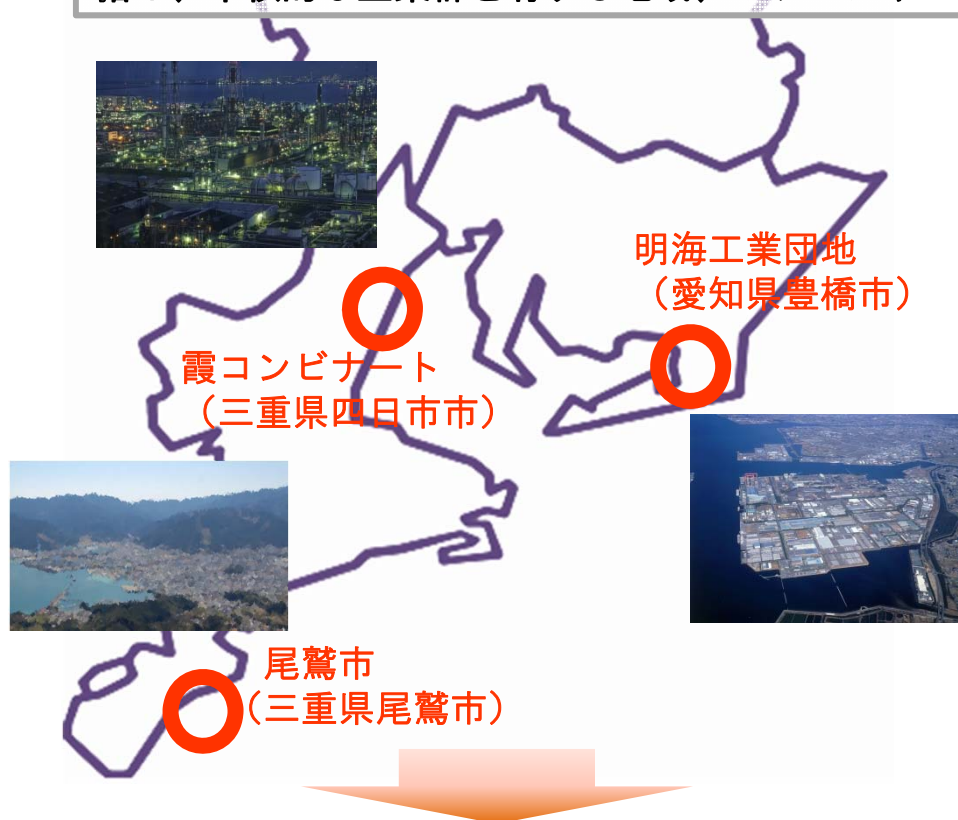 明海工業団地
（愛知県豊橋市）
霞コンビナート
（三重県四日市市）
尾鷲市
（三重県尾鷲市）